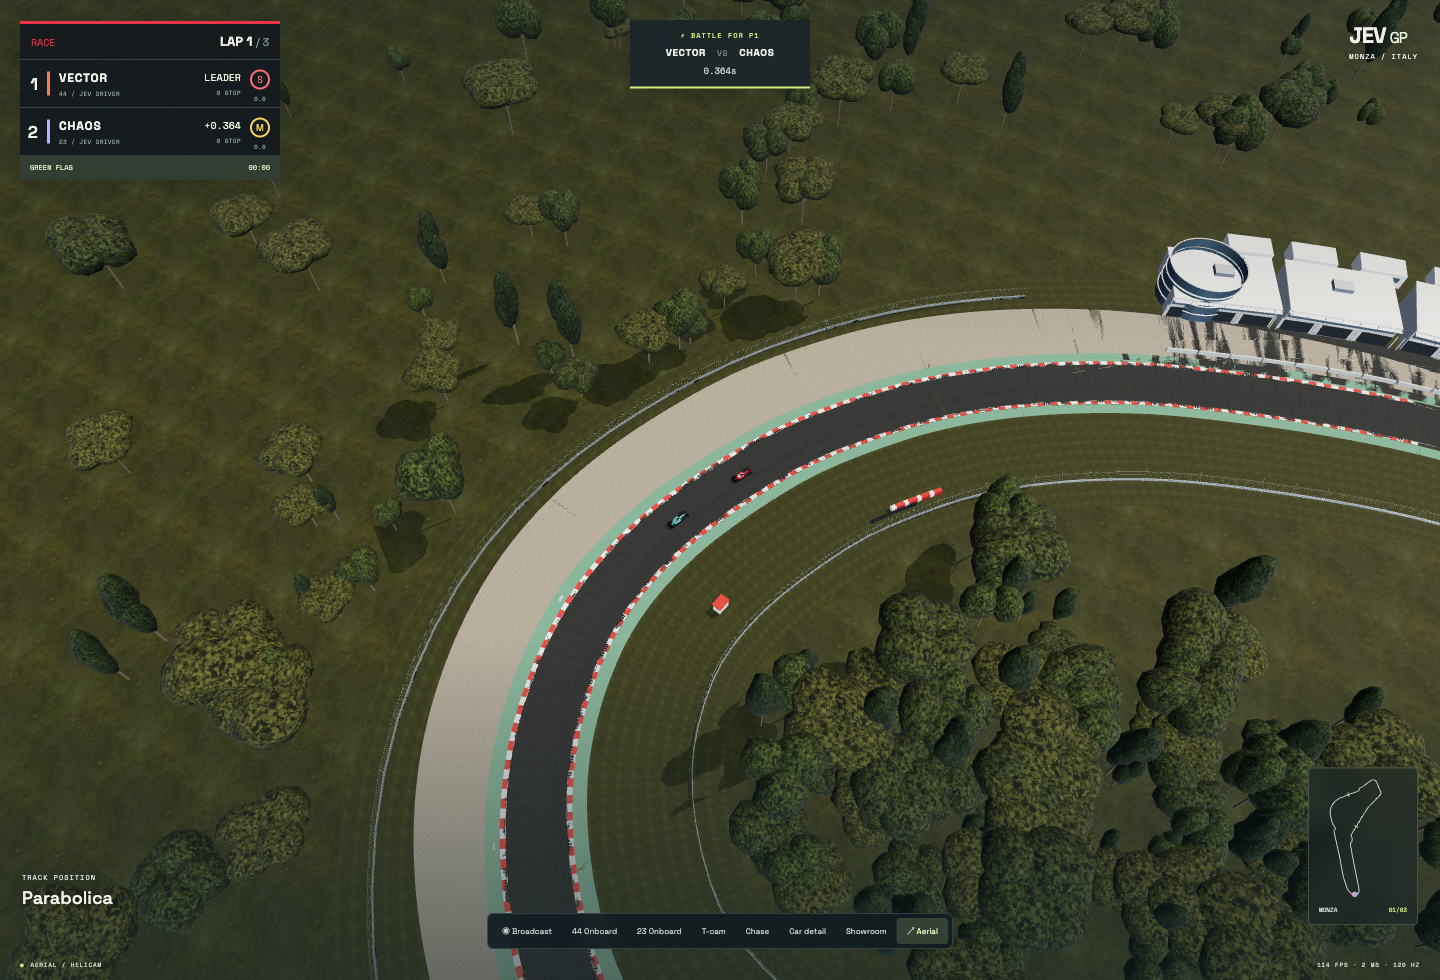 RACE LAP 1 / 3
1 VECTOR LEADER S
44 / JEV DRIVER 0 STOP 0.0
2 CHAOS +0.364 M
23 / JEV DRIVER 0 STOP 0.0
GREEN FLAG 00:00
⚡ BATTLE FOR P1
VECTOR VS CHAOS
0.364s
JEV GP
MONZA / ITALY
TRACK POSITION
Parabolica
MONZA 01/03
Broadcast 44 Onboard 23 Onboard T-cam Chase Car detail Showroom Aerial
AERIAL / HELICAM
114 FPS · 2 MS · 120 HZ